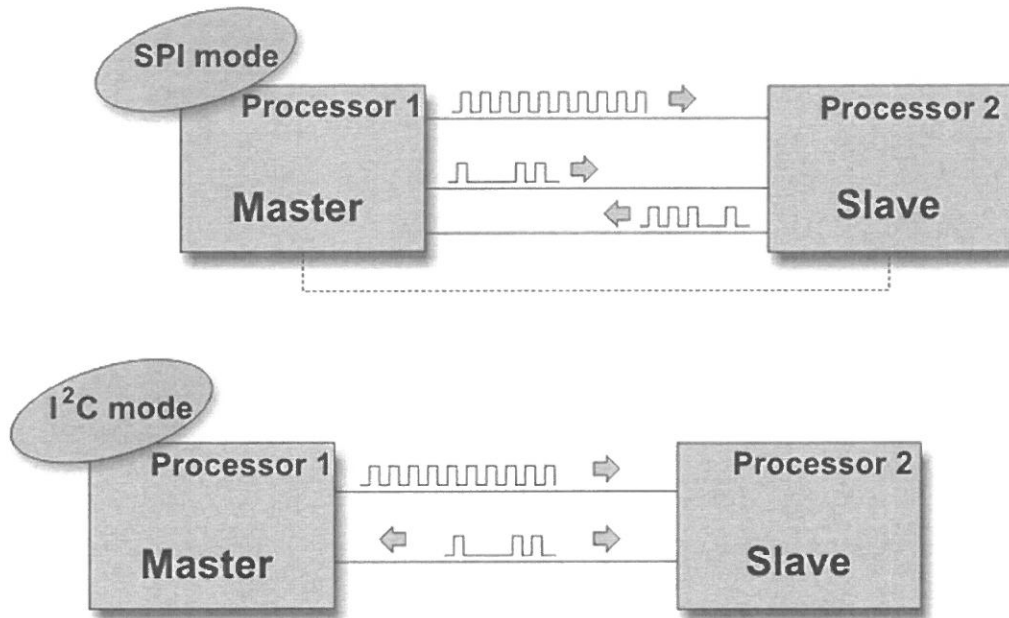 SPI mode
Processor 1
Processor 2
Master
Slave
I²C mode
Processor 1
Processor 2
Master
Slave